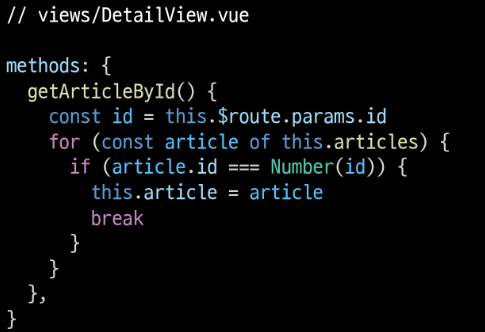 // views/DetailView.vue

methods: {
  getArticleById() {
    const id = this.$route.params.id
    for (const article of this.articles) {
      if (article.id === Number(id)) {
        this.article = article
        break
      }
    }
  },
}